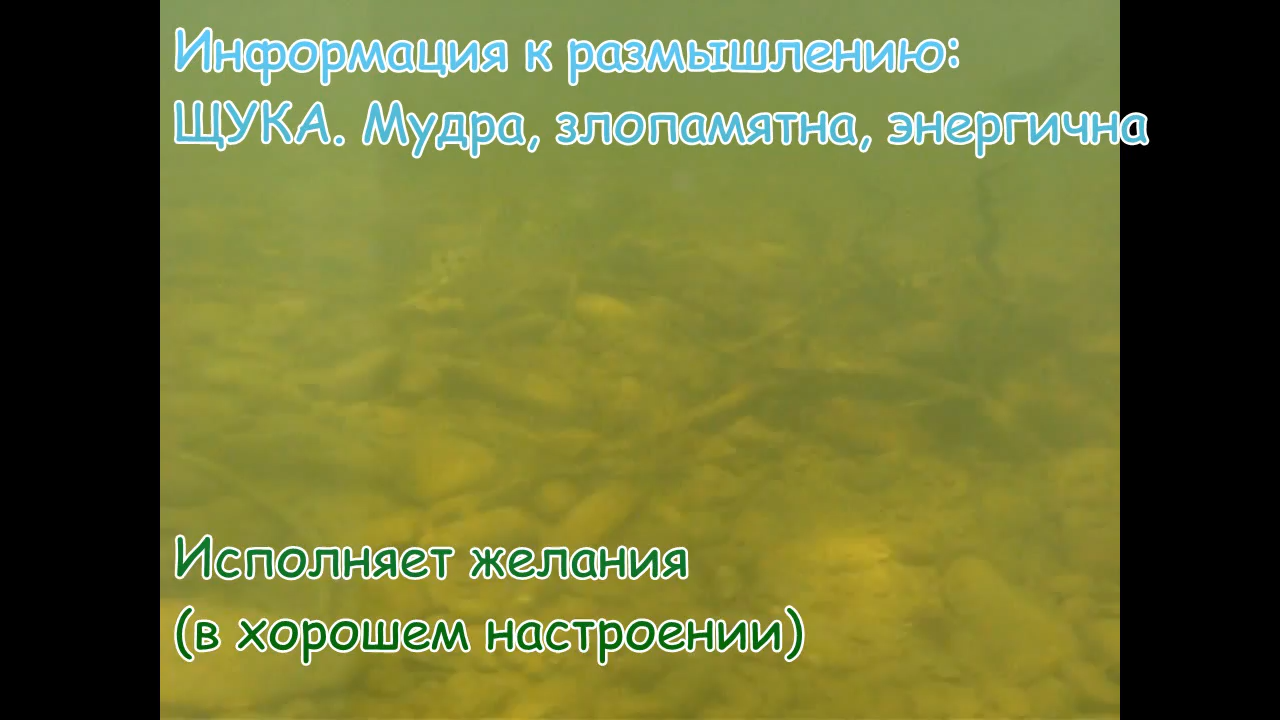 Информация к размышлению:
ЩУКА. Мудра, злопамятна, энергична
Исполняет желания
(в хорошем настроении)